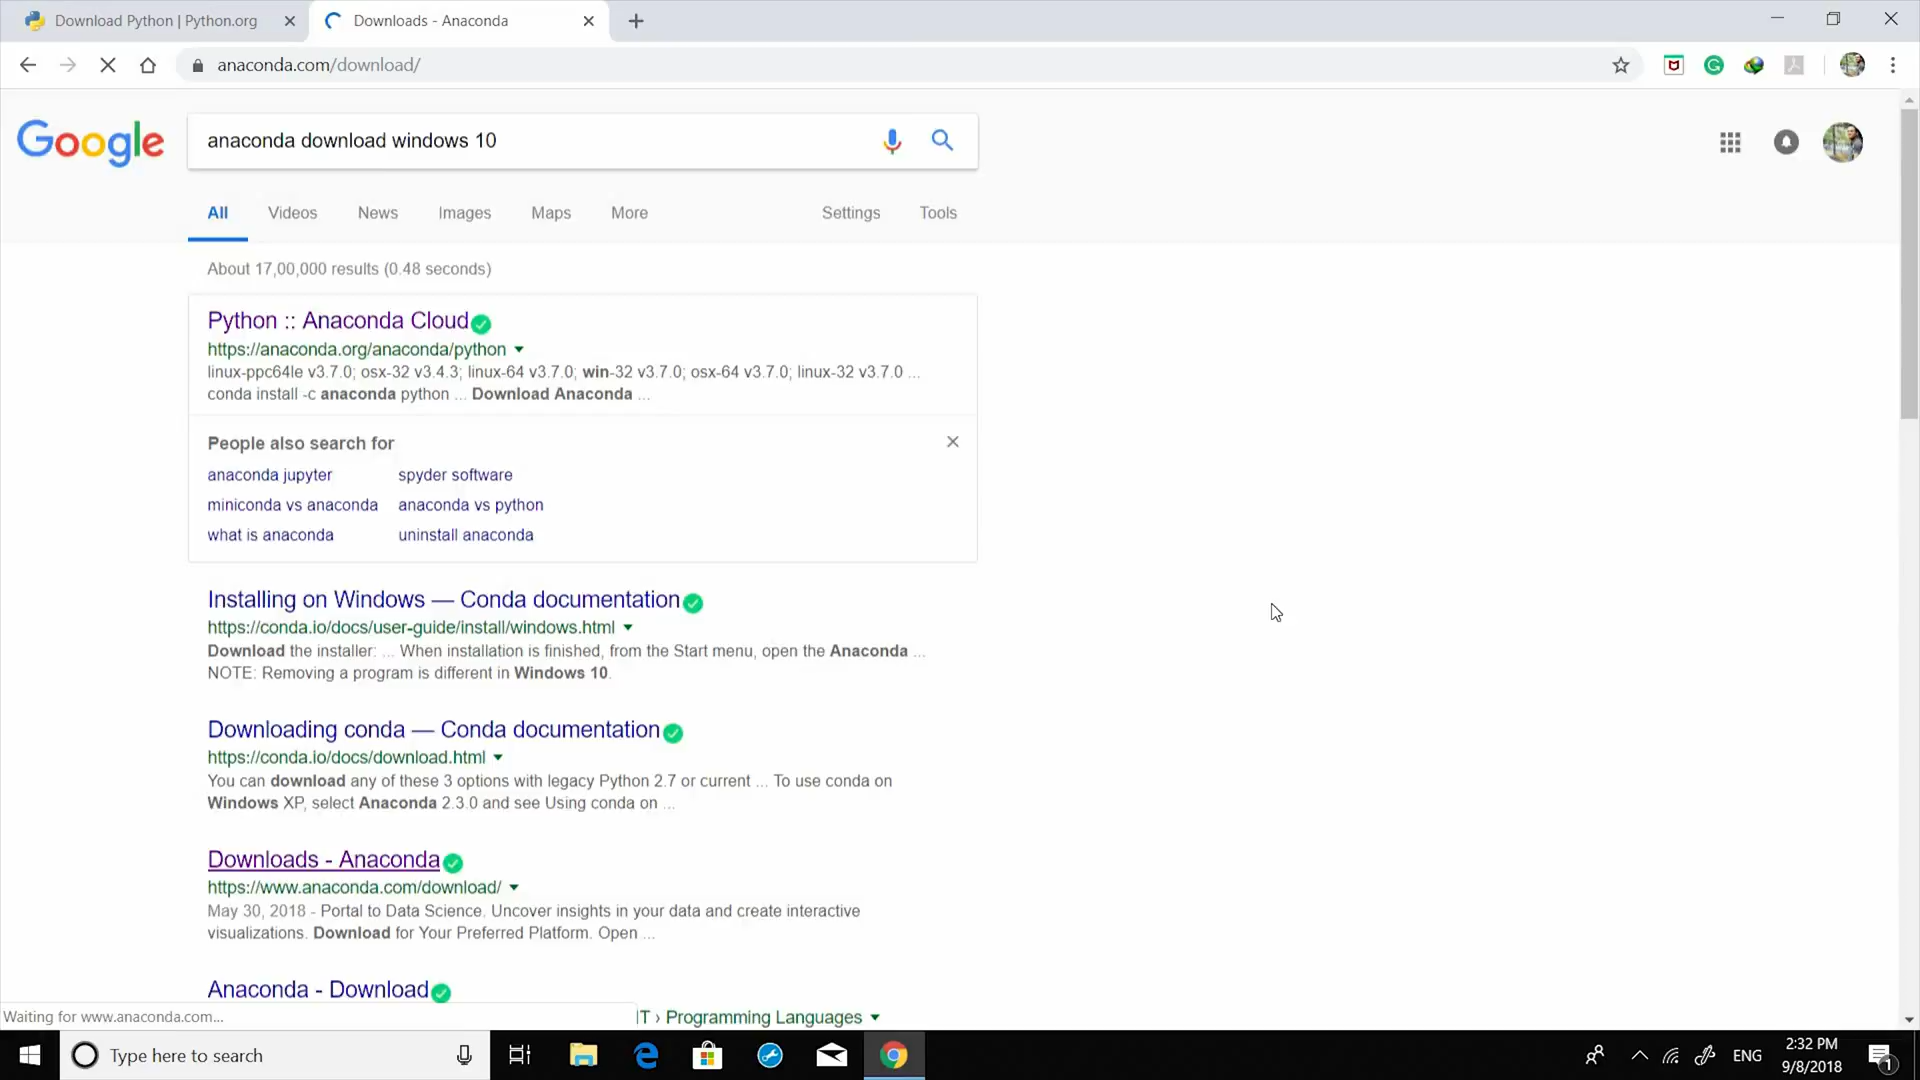 Download Python | Python.org
Downloads - Anaconda
anaconda.com/download/
Google
anaconda download windows 10
All Videos News Images Maps More Settings Tools
About 17,00,000 results (0.48 seconds)
Python :: Anaconda Cloud
https://anaconda.org/anaconda/python
linux-ppc64le v3.7.0; osx-32 v3.4.3; linux-64 v3.7.0; win-32 v3.7.0; osx-64 v3.7.0; linux-32 v3.7.0 ...
conda install -c anaconda python ... Download Anaconda ...
People also search for
anaconda jupyter spyder software
miniconda vs anaconda anaconda vs python
what is anaconda uninstall anaconda
Installing on Windows — Conda documentation
https://conda.io/docs/user-guide/install/windows.html
Download the installer: ... When installation is finished, from the Start menu, open the Anaconda ...
NOTE: Removing a program is different in Windows 10.
Downloading conda — Conda documentation
https://conda.io/docs/download.html
You can download any of these 3 options with legacy Python 2.7 or current ... To use conda on
Windows XP, select Anaconda 2.3.0 and see Using conda on ...
Downloads - Anaconda
https://www.anaconda.com/download/
May 30, 2018 - Portal to Data Science. Uncover insights in your data and create interactive
visualizations. Download for Your Preferred Platform. Open ...
Anaconda - Download
Waiting for www.anaconda.com...
IT › Programming Languages
Type here to search
ENG
2:32 PM
9/8/2018
1